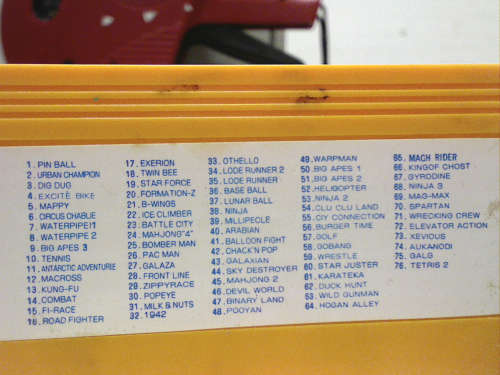 1. PIN BALL
2. URBAN CHAMPION
3. DIG DUG
4. EXCITE BIKE
5. MAPPY
6. CIRCUS CHABLIE
7. WATERPIPE1
8. WATERPIPE 2
9. BIG APES 3
10. TENNIS
11. ANTARCTIC ADVENTURIE
12. MACROSS
13. KUNG-FU
14. COMBAT
15. FI-RACE
16. ROAD FIGHTER
17. EXERION
18. TWIN BEE
19. STAR FORCE
20. FORMATION-Z
21. B-WINGS
22. ICE CLIMBER
23. BATTLE CITY
24. MAHJONG"4"
25. BOMBER MAN
26. PAC MAN
27. GALAZA
28. FRONT LINE
29. ZIPPYRACE
30. POPEYE
31. MILK & NUTS
32. 1942
33. OTHELLO
34. LODE RUNNER 2
35. LODE RUNNER
36. BASE BALL
37. LUNAR BALL
38. NINJA
39. MILLIPECLE
40. ARABIAN
41. BALLOON FIGHT
42. CHACK'N POP
43. GALAXIAN
44. SKY DESTROYER
45. MAHJONG 2
46. DEVIL WORLD
47. BINARY LAND
48. POOYAN
49. WARPMAN
50. BIG APES 1
51. BIG APES 2
52. HELICOPTER
53. NINJA 2
54. CLU CLU LAND
55. CIY CONNECTION
56. BURGER TIME
57. GOLF
58. GOBANG
59. WRESTLE
60. STAR JUSTER
61. KARATEKA
62. DUCK HUNT
63. WILD GUNMAN
64. HOGAN ALLEY
65. MACH RIDER
66. KINGOF CHOST
67. GYRODINE
68. NINJA 3
69. MAG-MAX
70. SPARTAN
71. WRECKING CREW
72. ELEVATOR ACTION
73. XEVIOUS
74. AUKANODI
75. GALG
76. TETRIS 2